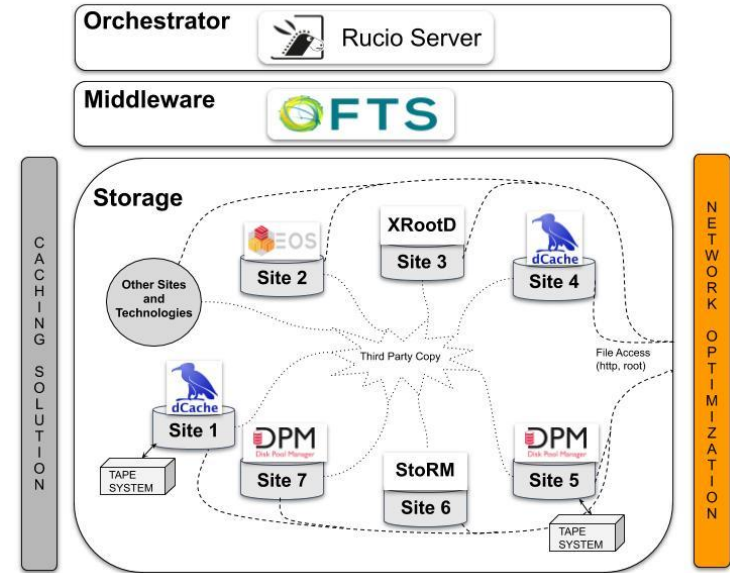 Orchestrator
Rucio Server
Middleware
FTS
CACHING SOLUTION
Storage
EOS
Site 2
XRootD
Site 3
dCache
Site 4
Other Sites
and
Technologies
Third Party Copy
File Access
(http, root)
dCache
Site 1
TAPE
SYSTEM
DPM
Disk Pool Manager
Site 7
StoRM
Site 6
DPM
Disk Pool Manager
Site 5
TAPE
SYSTEM
NETWORK OPTIMIZATION